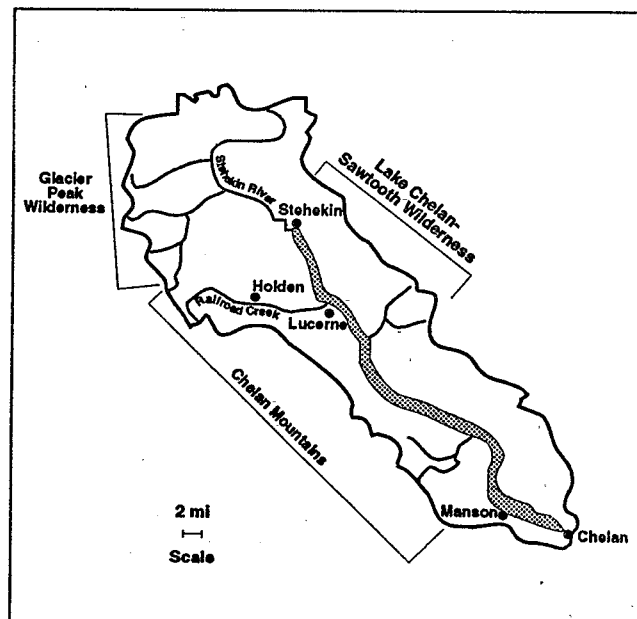 Glacier
Peak
Wilderness
Stehekin River
Lake Chelan-
Sawtooth Wilderness
Stehekin
Holden
Railroad Creek
Lucerne
Chelan Mountains
2 mi
Scale
Manson
Chelan